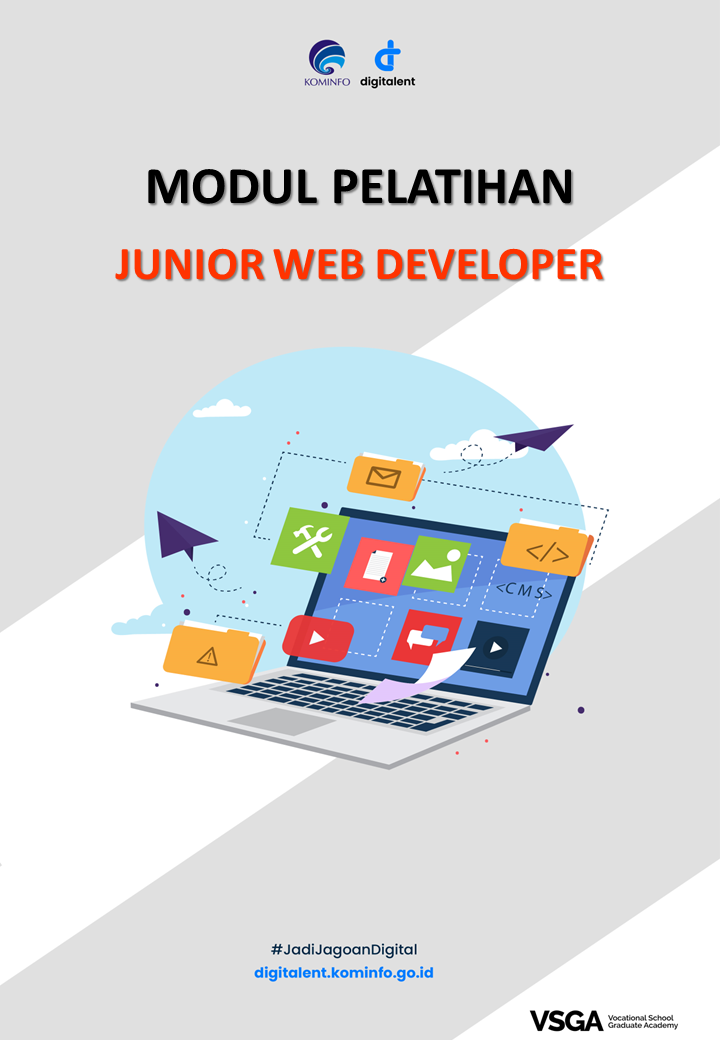 KOMINFO digitalent
MODUL PELATIHAN
JUNIOR WEB DEVELOPER
</>
<CMS>
#JadiJagoanDigital
digitalent.kominfo.go.id
VSGA Vocational School
Graduate Academy